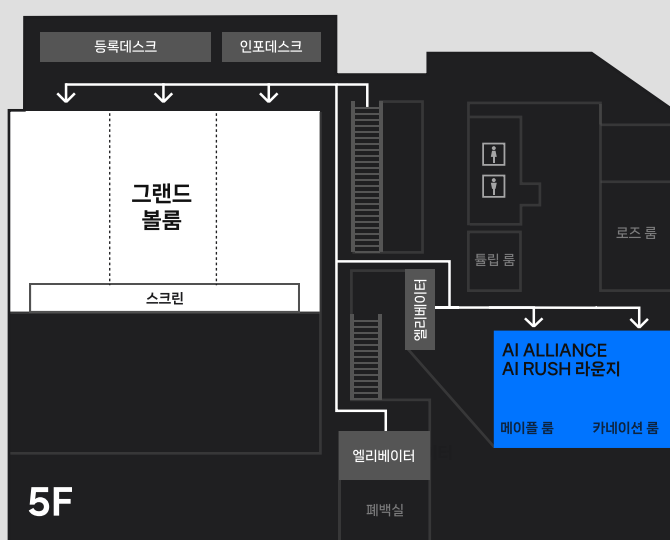 등록데스크
인포데스크
그랜드
볼룸
스크린
로즈 룸
튤립 룸
엘리베이터
AI ALLIANCE
AI RUSH 라운지
메이플 룸
카네이션 룸
엘리베이터
5F
폐백실